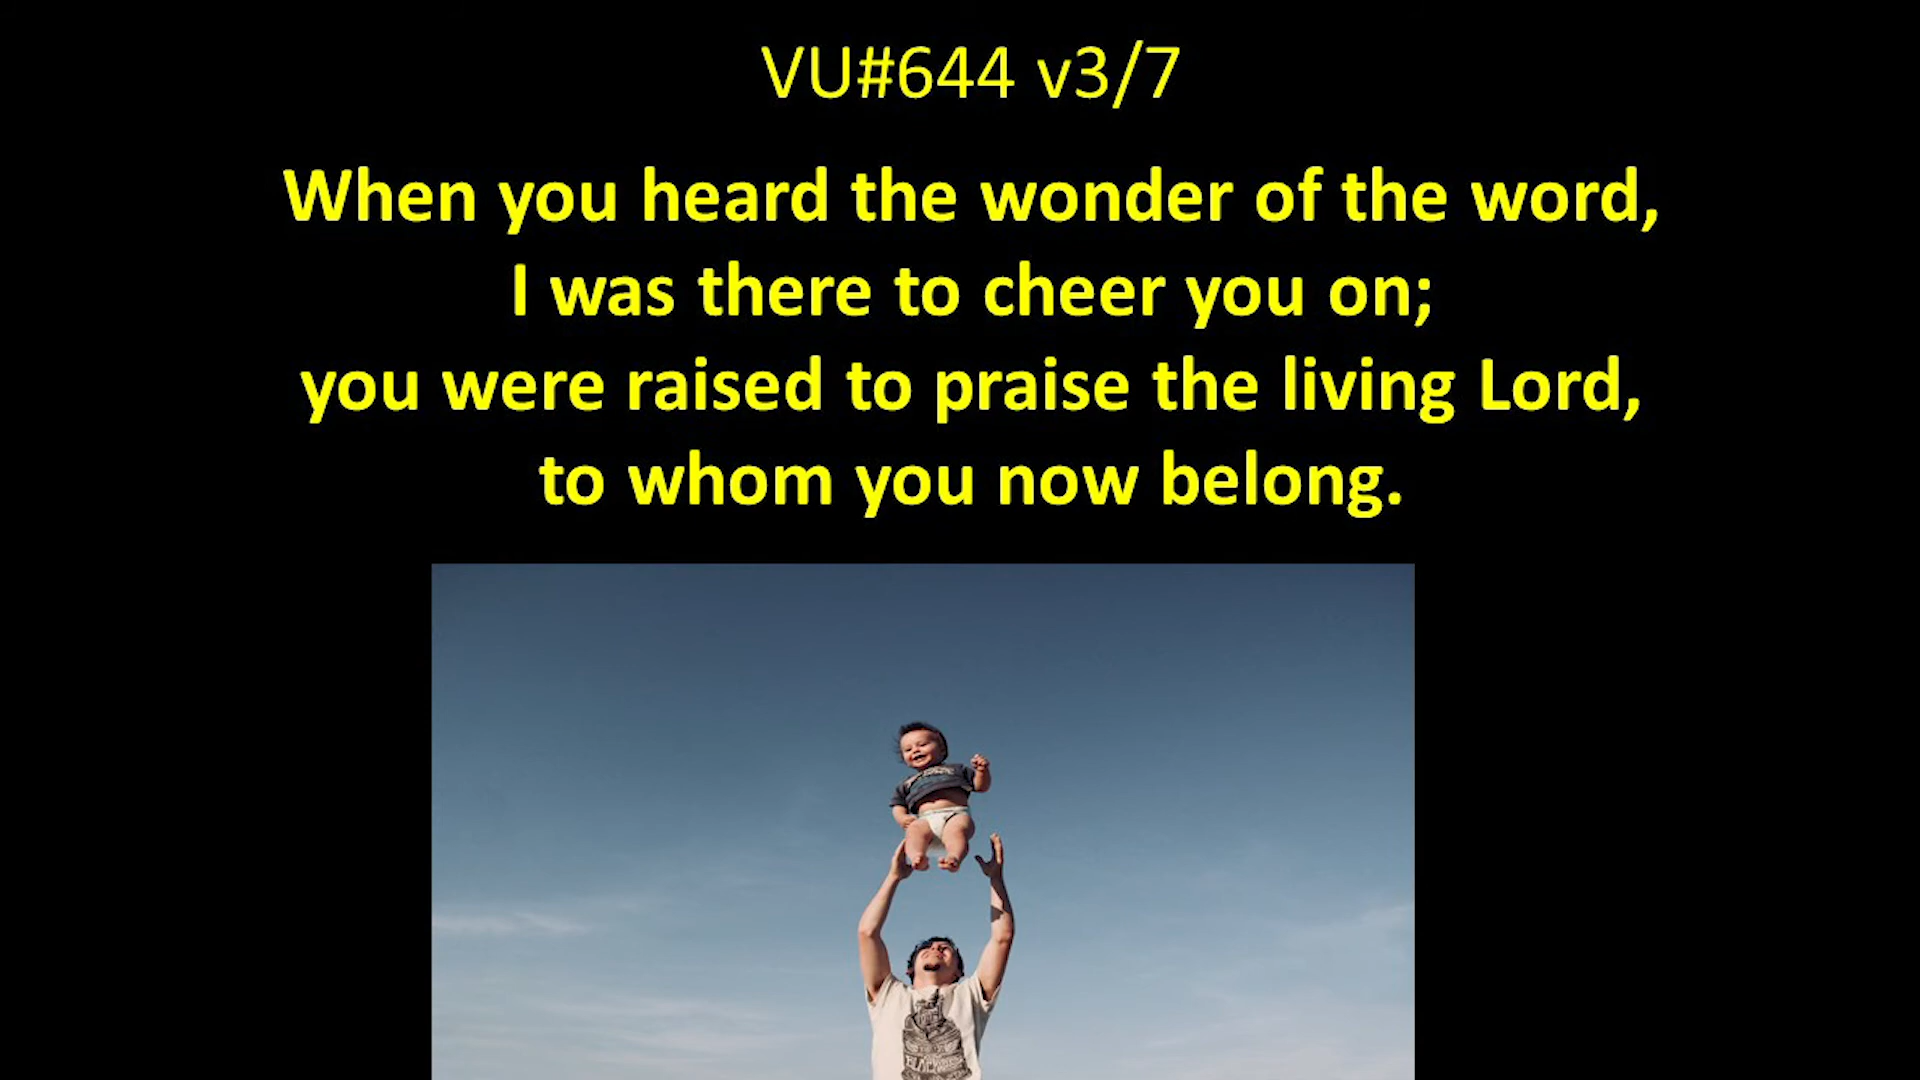 VU#644 v3/7
When you heard the wonder of the word,
I was there to cheer you on;
you were raised to praise the living Lord,
to whom you now belong.